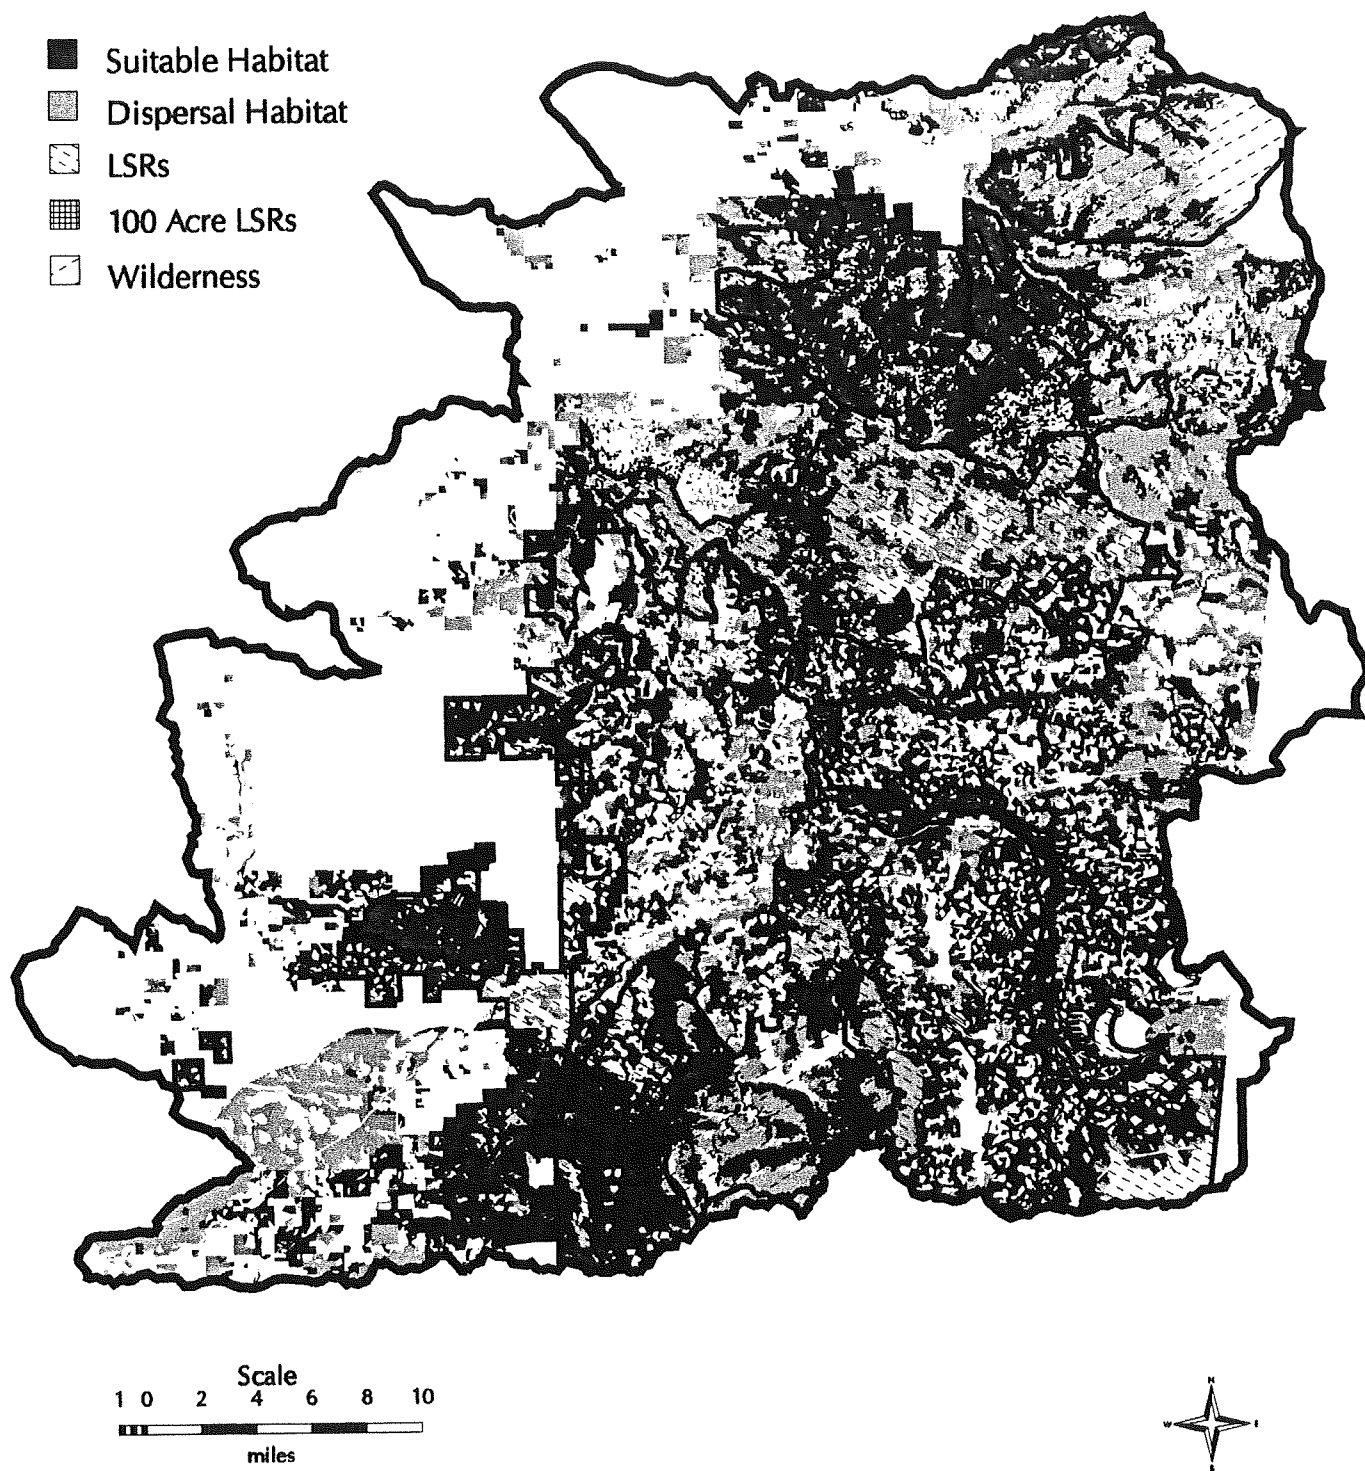 Suitable Habitat
Dispersal Habitat
LSRs
100 Acre LSRs
Wilderness
Scale
1 0 2 4 6 8 10
miles
N
W E
S